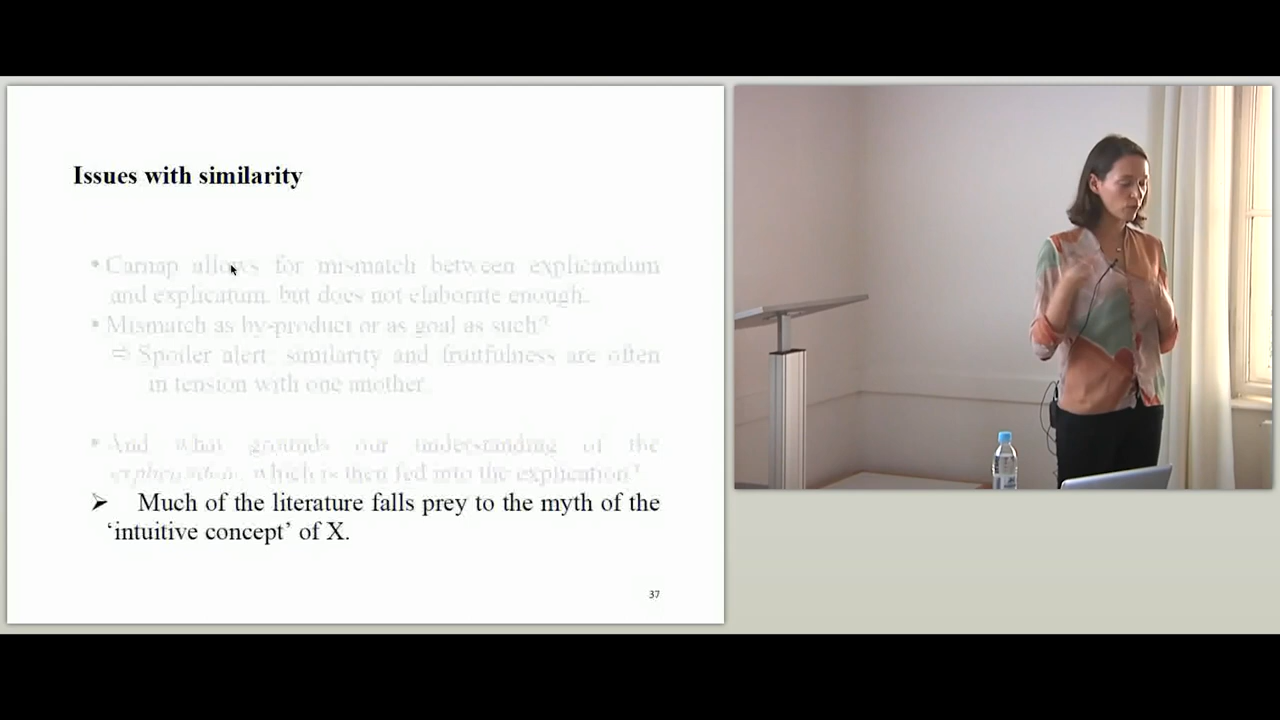 Issues with similarity
• Carnap allows for mismatch between explicandum
and explicatum, but does not elaborate enough.
• Mismatch as by-product or as goal as such?
⇒ Spoiler alert: similarity and fruitfulness are often
in tension with one another.
• And what grounds our understanding of the
explicandum, which is then fed into the explication?
➢ Much of the literature falls prey to the myth of the
‘intuitive concept’ of X.
37